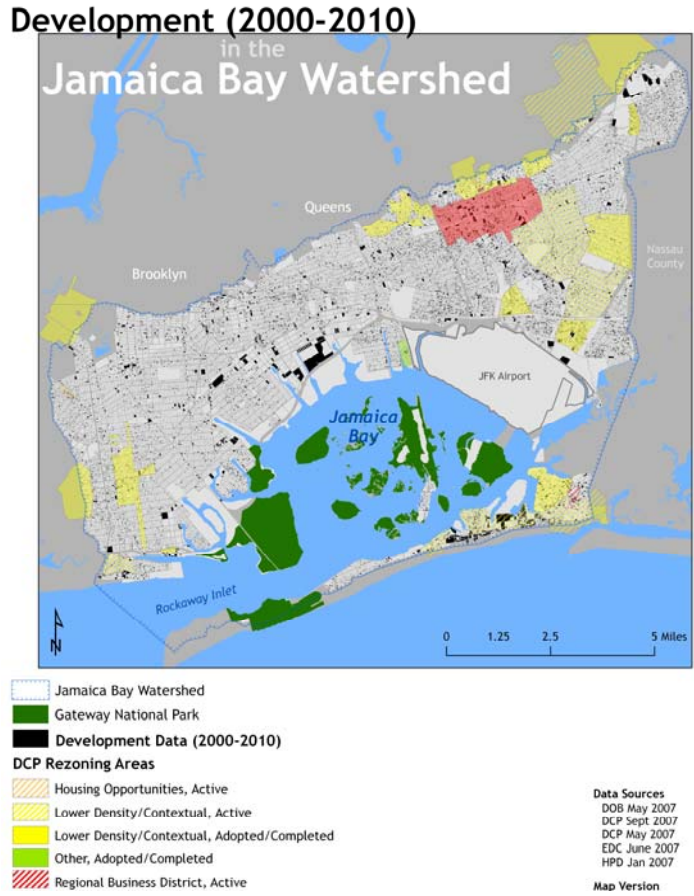 Development (2000-2010)
in the
Jamaica Bay Watershed
Queens
Brooklyn
Nassau
County
JFK Airport
Jamaica
Bay
Rockaway Inlet
N
0 1.25 2.5 5 Miles
Jamaica Bay Watershed
Gateway National Park
Development Data (2000-2010)
DCP Rezoning Areas
Housing Opportunities, Active
Lower Density/Contextual, Active
Lower Density/Contextual, Adopted/Completed
Other, Adopted/Completed
Regional Business District, Active
Data Sources
DOB May 2007
DCP Sept 2007
DCP May 2007
EDC June 2007
HPD Jan 2007
Map Version